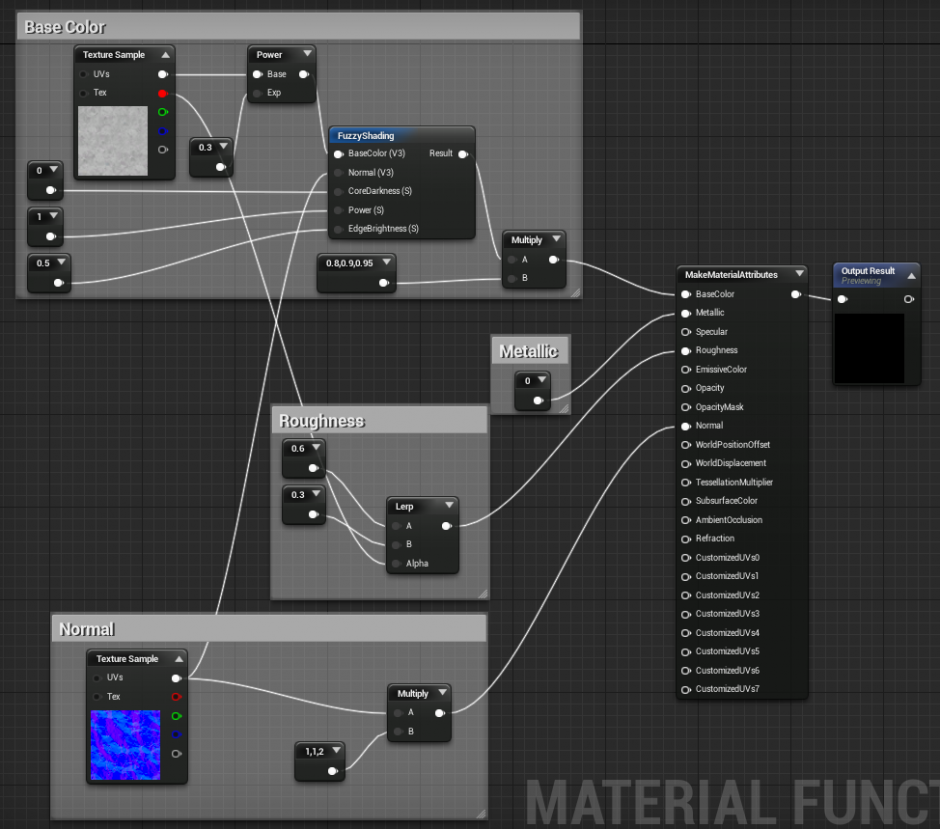 Base Color
Texture Sample
UVs
Tex
Power
Base
Exp
0.3
FuzzyShading
BaseColor (V3) Result
Normal (V3)
CoreDarkness (S)
Power (S)
EdgeBrightness (S)
0
1
0.5
0.8,0.9,0.95
Multiply
A
B
Metallic
0
Roughness
0.6
0.3
Lerp
A
B
Alpha
Normal
Texture Sample
UVs
Tex
1,1,2
Multiply
A
B
MakeMaterialAttributes
BaseColor
Metallic
Specular
Roughness
EmissiveColor
Opacity
OpacityMask
Normal
WorldPositionOffset
WorldDisplacement
TessellationMultiplier
SubsurfaceColor
AmbientOcclusion
Refraction
CustomizedUVs0
CustomizedUVs1
CustomizedUVs2
CustomizedUVs3
CustomizedUVs4
CustomizedUVs5
CustomizedUVs6
CustomizedUVs7
Output Result
Previewing
MATERIAL FUNCT